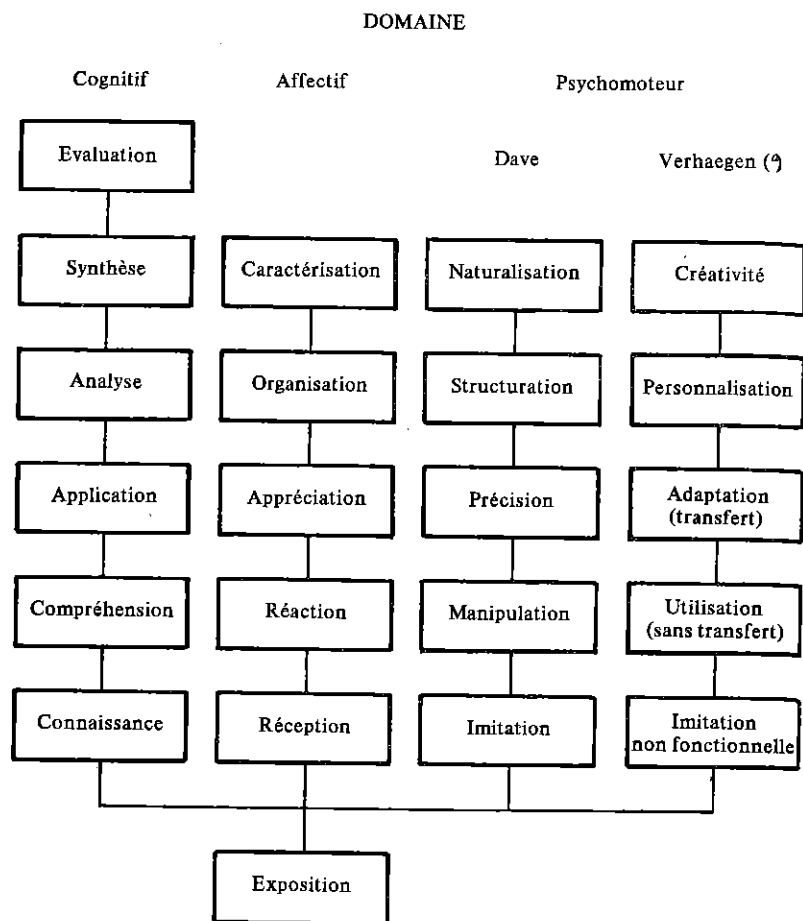 DOMAINE
Cognitif Affectif Psychomoteur
Evaluation
Dave Verhaegen (a)
Synthèse Caractérisation Naturalisation Créativité
Analyse Organisation Structuration Personnalisation
Application Appréciation Précision Adaptation
(transfert)
Compréhension Réaction Manipulation Utilisation
(sans transfert)
Connaissance Réception Imitation Imitation
non fonctionnelle
Exposition